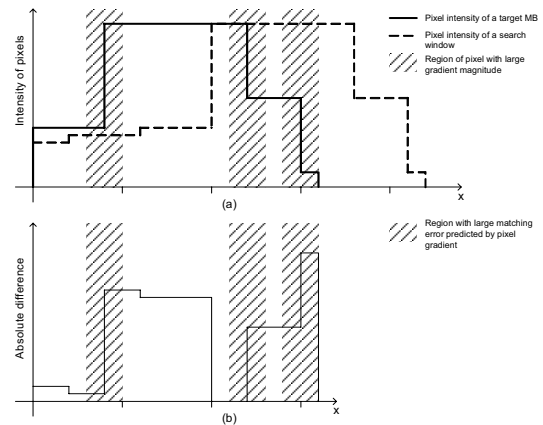 Intensity of pixels
Pixel intensity of a target MB
Pixel intensity of a search
window
Region of pixel with large
gradient magnitude
x
(a)
Absolute difference
Region with large matching
error predicted by pixel
gradient
x
(b)